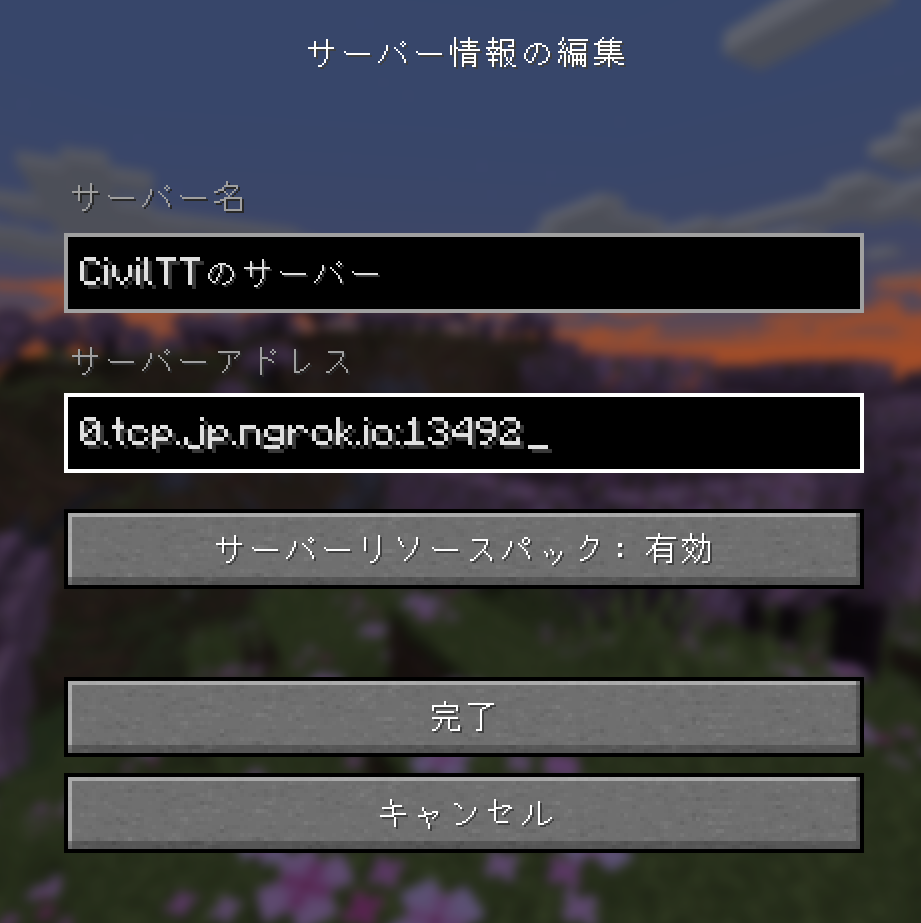 サーバー情報の編集
サーバー名
CivilTTのサーバー
サーバーアドレス
0.tcp.jp.ngrok.io:13492_
サーバーリソースパック: 有効
完了
キャンセル